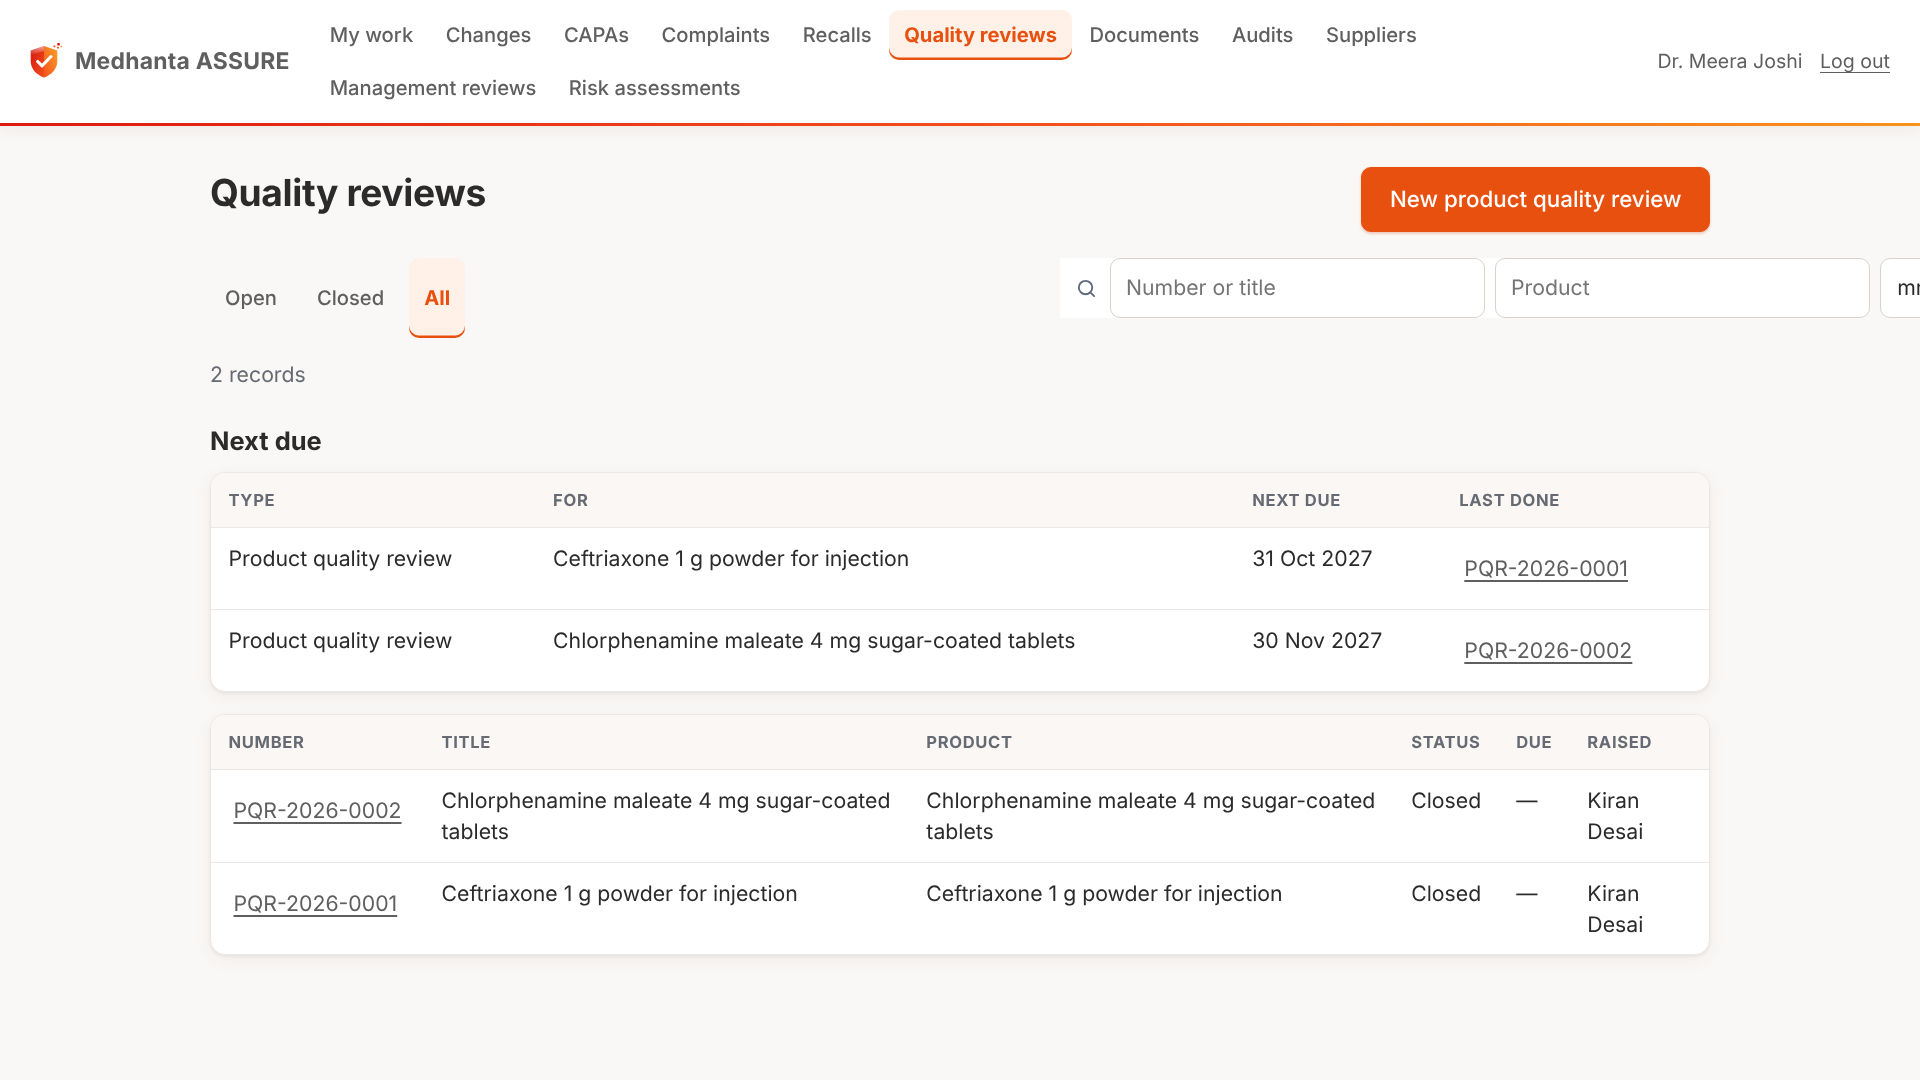 Medhanta ASSURE
My work Changes CAPAs Complaints Recalls Quality reviews Documents Audits Suppliers
Management reviews Risk assessments
Dr. Meera Joshi Log out
Quality reviews
New product quality review
Open Closed All
Number or title Product
2 records
Next due
TYPE FOR NEXT DUE LAST DONE
Product quality review Ceftriaxone 1 g powder for injection 31 Oct 2027 PQR-2026-0001
Product quality review Chlorphenamine maleate 4 mg sugar-coated tablets 30 Nov 2027 PQR-2026-0002
NUMBER TITLE PRODUCT STATUS DUE RAISED
PQR-2026-0002 Chlorphenamine maleate 4 mg sugar-coated Chlorphenamine maleate 4 mg sugar-coated Closed — Kiran
tablets tablets Desai
PQR-2026-0001 Ceftriaxone 1 g powder for injection Ceftriaxone 1 g powder for injection Closed — Kiran
Desai